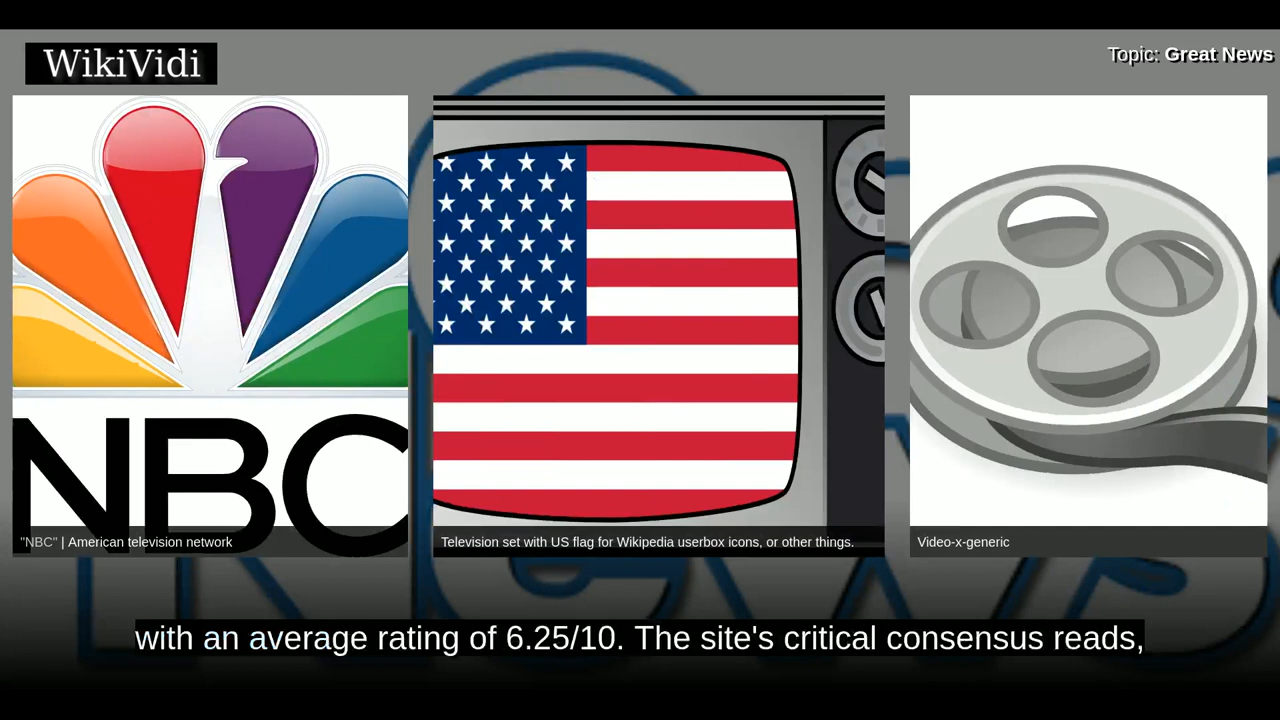 WikiVidi
Topic: Great News
NBC
"NBC" | American television network
Television set with US flag for Wikipedia userbox icons, or other things.
Video-x-generic
with an average rating of 6.25/10. The site's critical consensus reads,